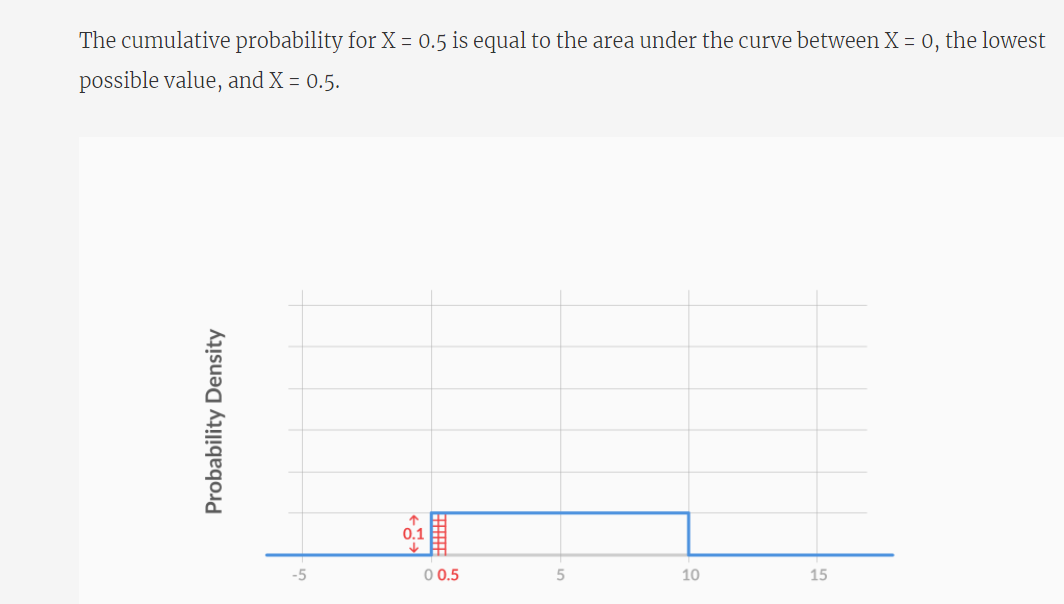 The cumulative probability for X = 0.5 is equal to the area under the curve between X = 0, the lowest
possible value, and X = 0.5.
Probability Density
0.1
-5
0 0.5
5
10
15